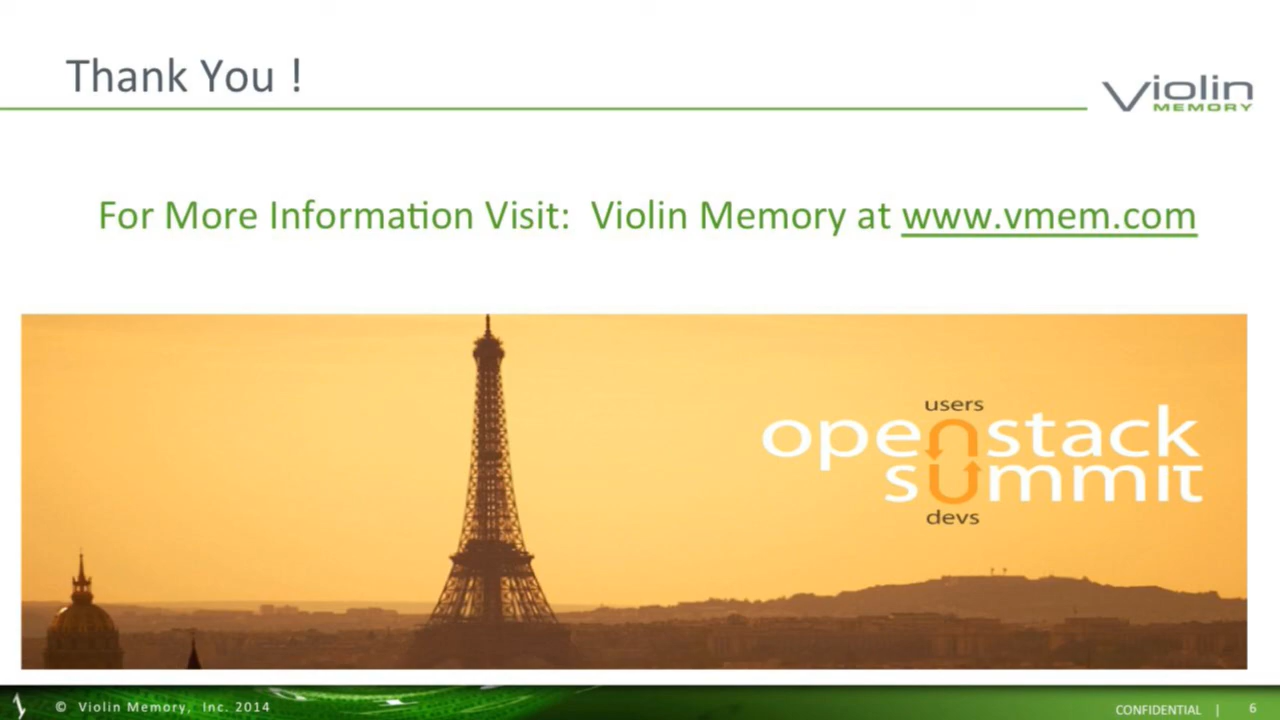 Thank You !
Violin
MEMORY
For More Information Visit:  Violin Memory at www.vmem.com
users
openstack
summit
devs
© Violin Memory, Inc. 2014
CONFIDENTIAL | 6